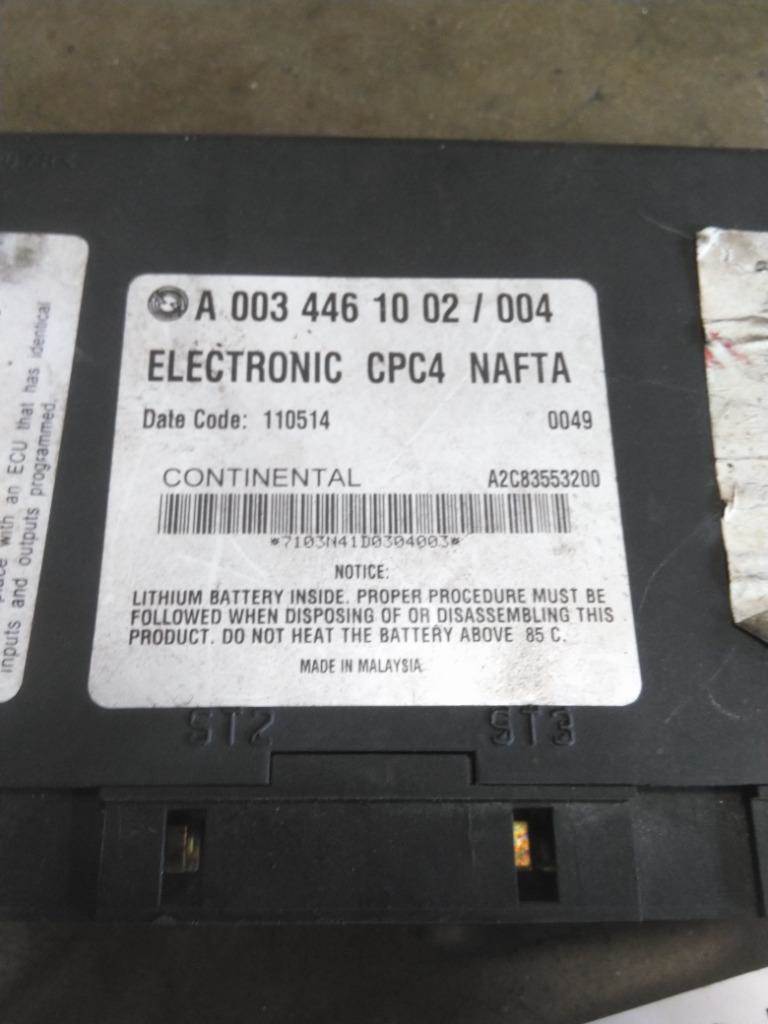 place with an ECU that has identical
inputs and outputs programmed.
A 003 446 10 02 / 004
ELECTRONIC CPC4 NAFTA
Date Code: 110514 0049
CONTINENTAL A2C83553200
*7103N41D0304003*
NOTICE:
LITHIUM BATTERY INSIDE. PROPER PROCEDURE MUST BE
FOLLOWED WHEN DISPOSING OF OR DISASSEMBLING THIS
PRODUCT. DO NOT HEAT THE BATTERY ABOVE 85 C.
MADE IN MALAYSIA
ST2 ST3